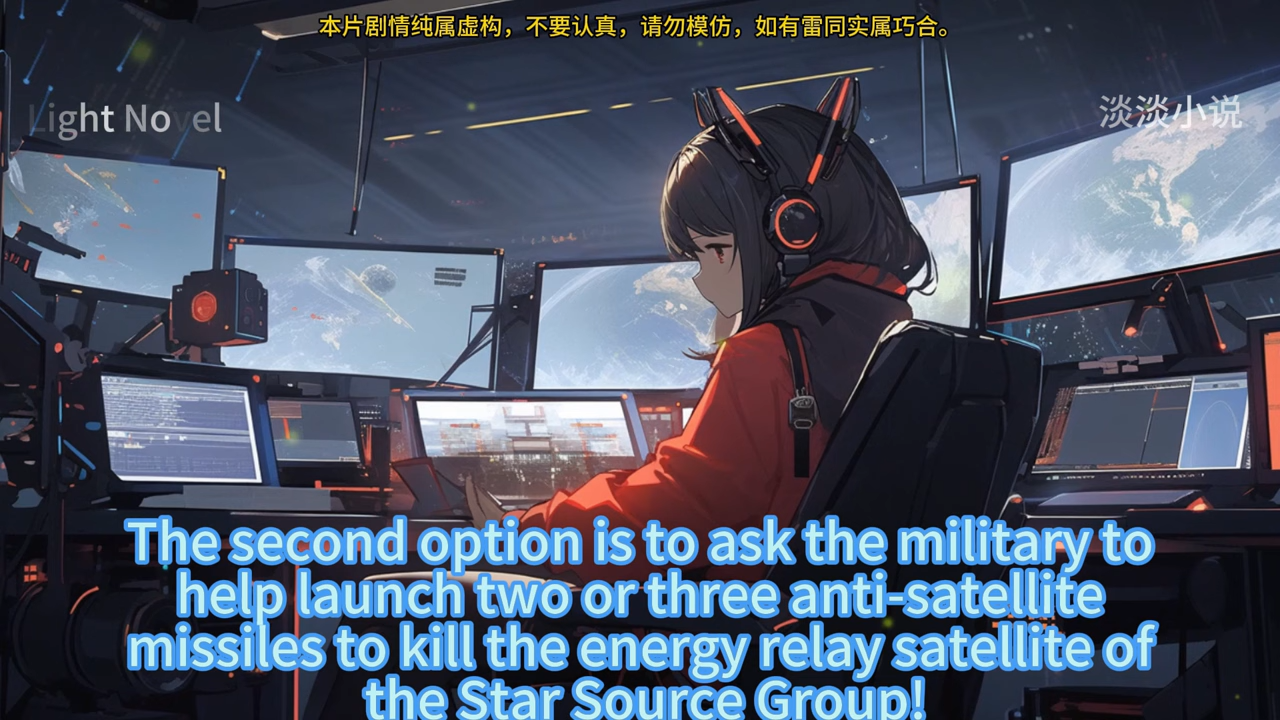 本片剧情纯属虚构，不要认真，请勿模仿，如有雷同实属巧合。
Light Novel
淡淡小说
The second option is to ask the military to
help launch two or three anti-satellite
missiles to kill the energy relay satellite of
the Star Source Group!